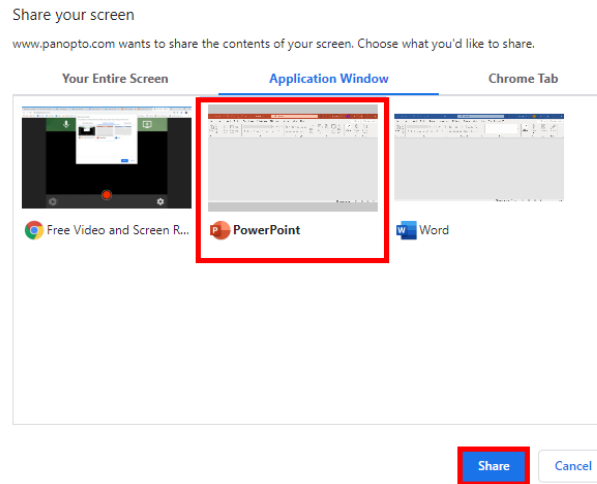 Share your screen
www.panopto.com wants to share the contents of your screen. Choose what you'd like to share.
Your Entire Screen Application Window Chrome Tab
Free Video and Screen R... PowerPoint Word
Share Cancel